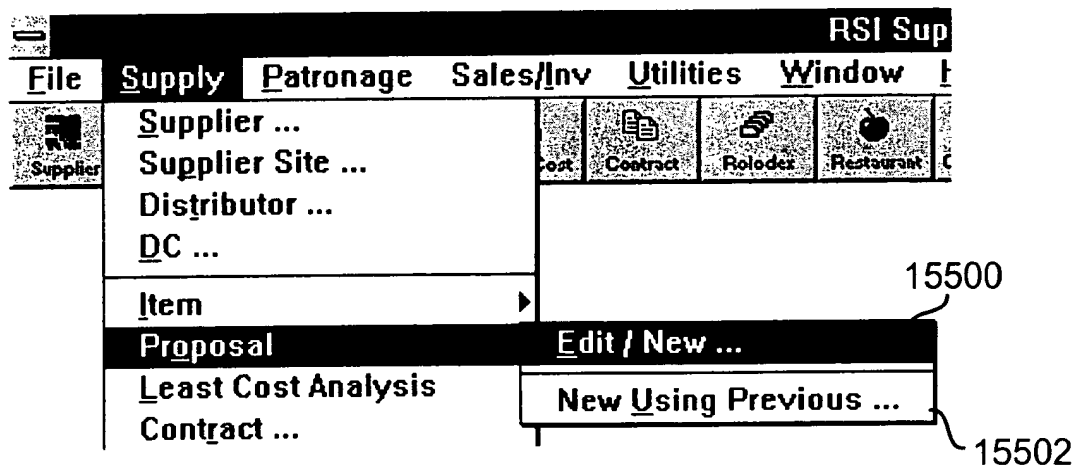 RSI Sup
File Supply Patronage Sales/Inv Utilities Window
Supplier Cost Contract Rolodex Restaurant
Supplier ...
Supplier Site ...
Distributor ...
DC ...
Item
Proposal
Least Cost Analysis
Contract ...
15500
Edit / New ...
New Using Previous ...
15502